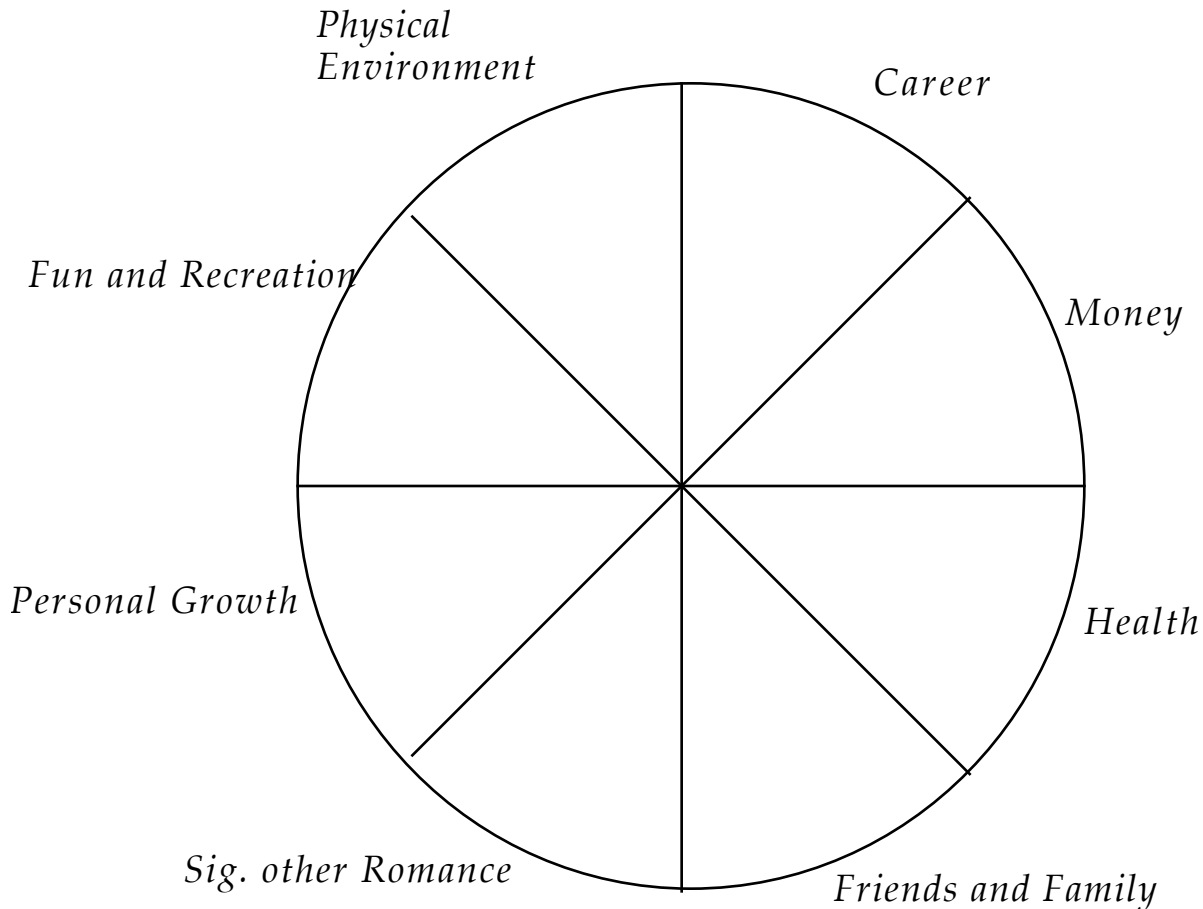 Physical
Environment
Career
Fun and Recreation
Money
Personal Growth
Health
Sig. other Romance
Friends and Family